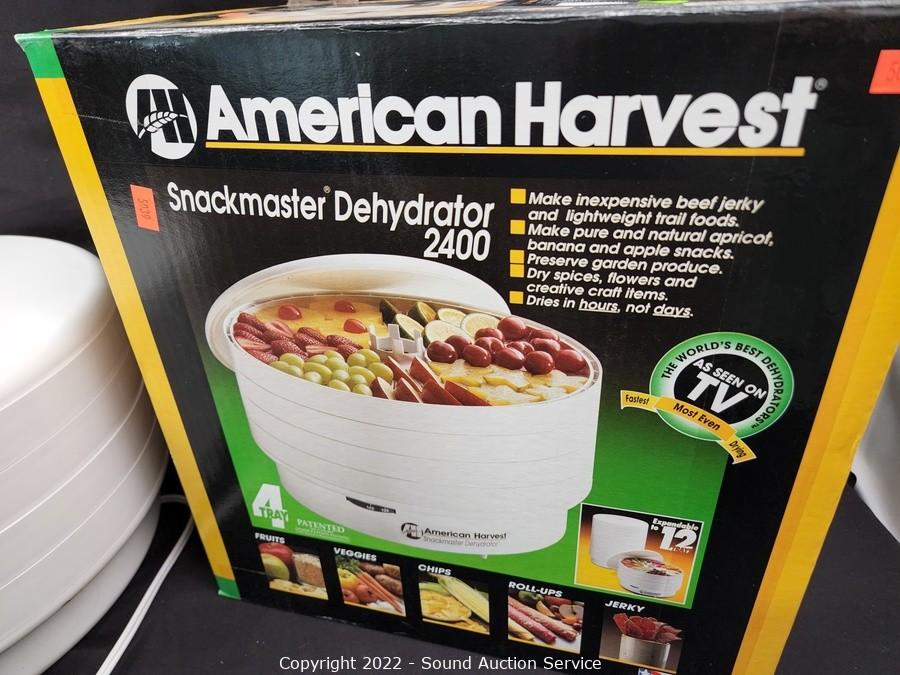 American Harvest®
Snackmaster® Dehydrator
2400
Make inexpensive beef jerky
and lightweight trail foods.
Make pure and natural apricot,
banana and apple snacks.
Preserve garden produce.
Dry spices, flowers and
creative craft items.
Dries in hours, not days.
5039
THE WORLD'S BEST DEHYDRATORS™
AS SEEN ON
TV
Fastest Most Even Drying
4
TRAY
PATENTED
American Harvest
Snackmaster Dehydrator
Expandable
to 12
TRAY
FRUITS
VEGGIES
CHIPS
ROLL-UPS
JERKY
Copyright 2022 - Sound Auction Service